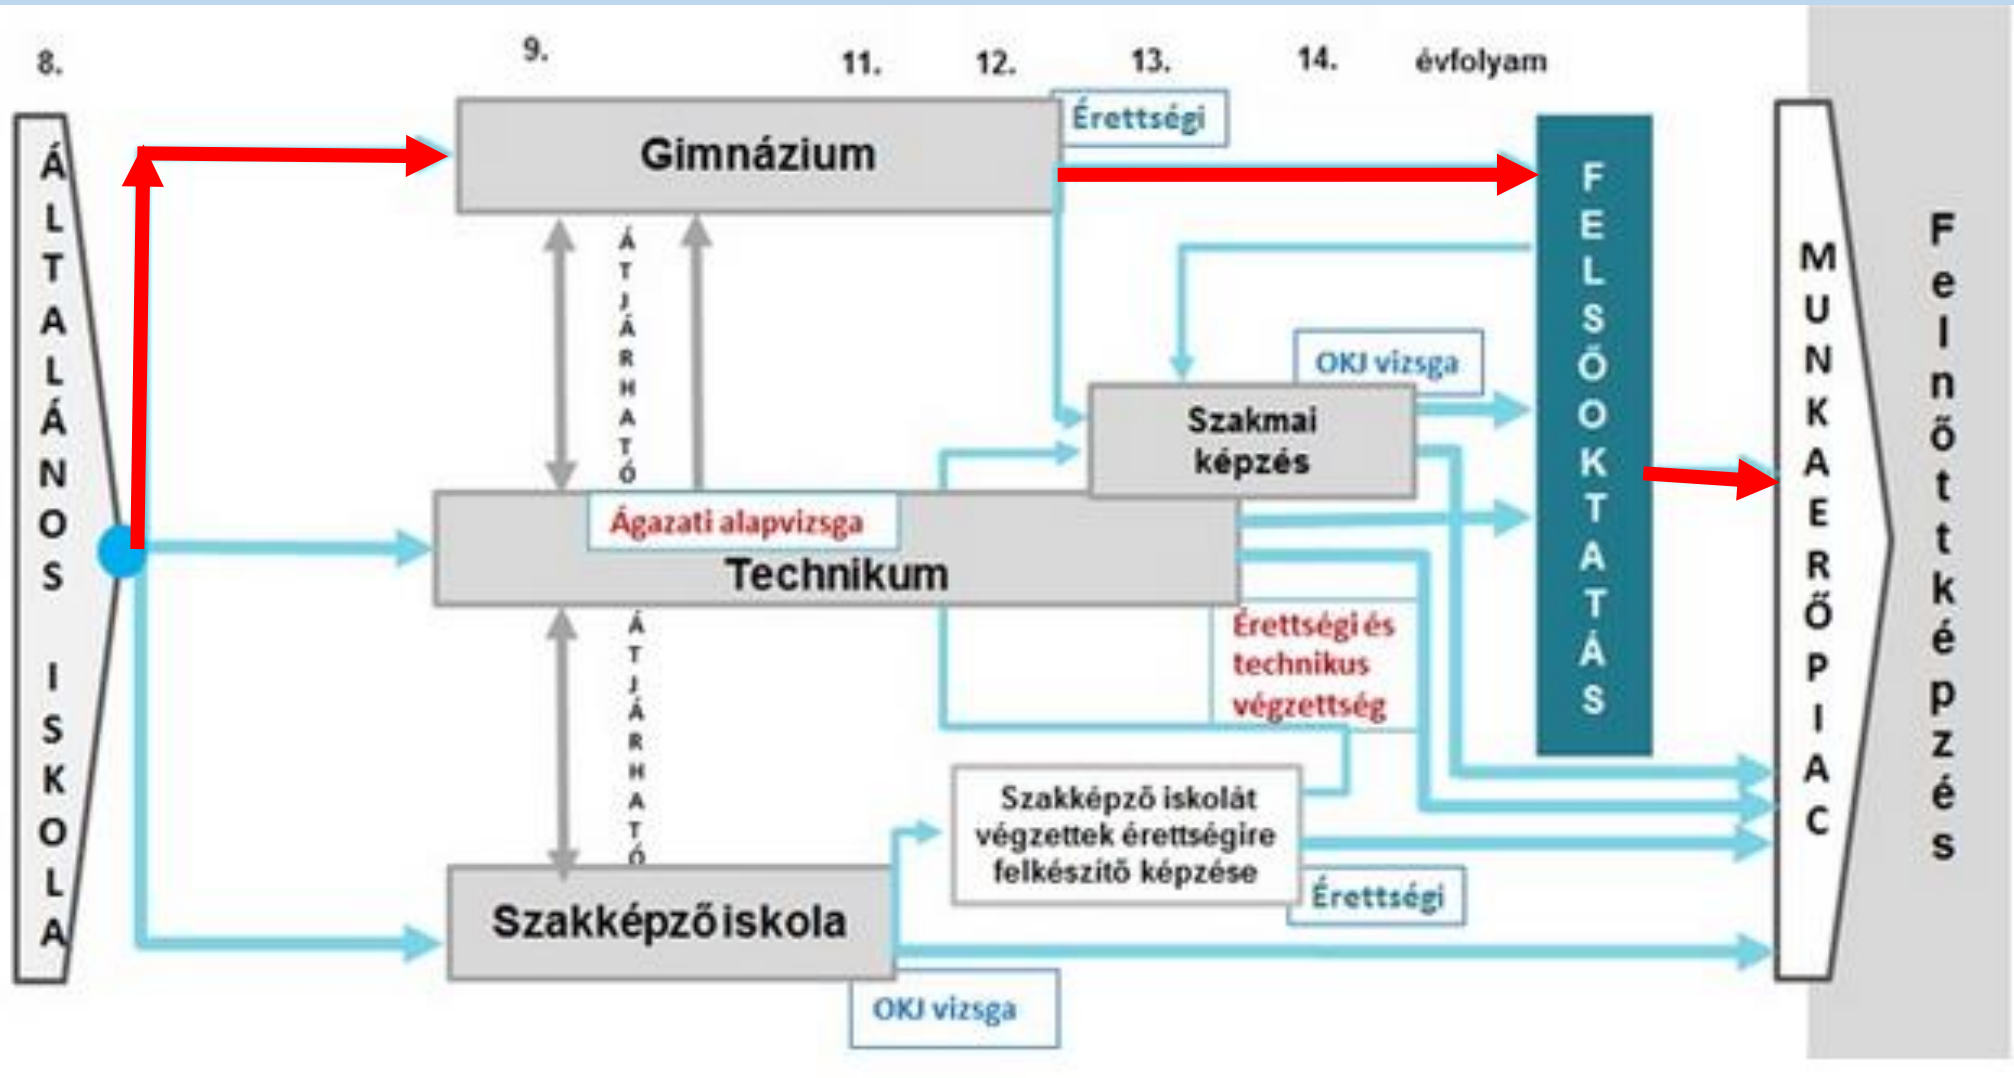 8.
9.
11.
12.
13.
14.
évfolyam
ÁLTALÁNOS ISKOLA
Gimnázium
Érettségi
ÁTJÁRHATÓ
FELSŐOKTATÁS
MUNKAERŐPIAC
Felnőttképzés
OKJ vizsga
Szakmai
képzés
Ágazati alapvizsga
Technikum
ÁTJÁRHATÓ
Érettségi és
technikus
végzettség
Szakképző iskolát
végzettek érettségire
felkészítő képzése
Érettségi
Szakképző iskola
OKJ vizsga